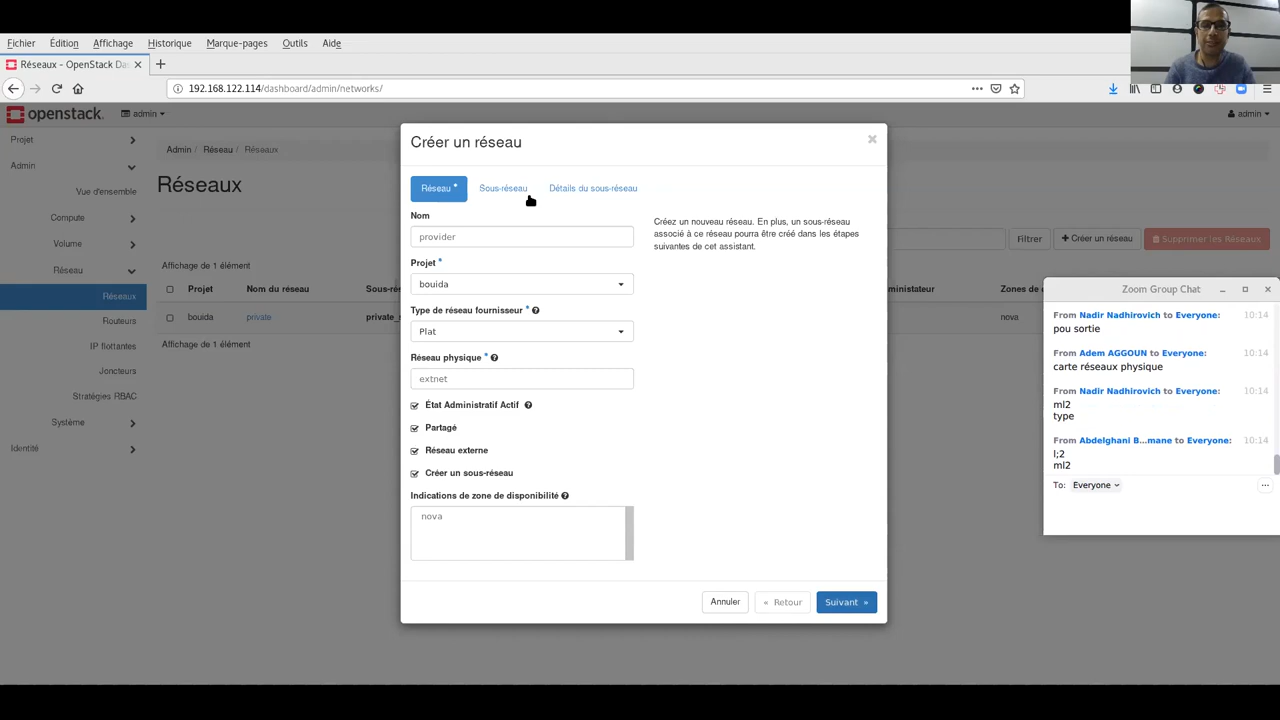 Fichier Édition Affichage Historique Marque-pages Outils Aide
Réseaux - OpenStack Das
192.168.122.114/dashboard/admin/networks/
openstack. admin admin
Projet
Admin
Vue d'ensemble
Compute
Volume
Réseau
Réseaux
Routeurs
IP flottantes
Joncteurs
Stratégies RBAC
Système
Identité
Admin / Réseau / Réseaux
Réseaux
Filtrer + Créer un réseau Supprimer les Réseaux
Affichage de 1 élément
Projet Nom du réseau Sous-rés ministrateur Zones de d
bouida private private_s nova
Affichage de 1 élément
Créer un réseau
Réseau * Sous-réseau Détails du sous-réseau
Nom
provider
Projet *
bouida
Type de réseau fournisseur *
Plat
Réseau physique *
extnet
État Administratif Actif
Partagé
Réseau externe
Créer un sous-réseau
Indications de zone de disponibilité
nova
Créez un nouveau réseau. En plus, un sous-réseau
associé à ce réseau pourra être créé dans les étapes
suivantes de cet assistant.
Annuler « Retour Suivant »
Zoom Group Chat
From Nadir Nadhirovich to Everyone: 10:14
pou sortie
From Adem AGGOUN to Everyone: 10:14
carte réseaux physique
From Nadir Nadhirovich to Everyone: 10:14
ml2
type
From Abdelghani B...mane to Everyone: 10:14
l;2
ml2
To: Everyone